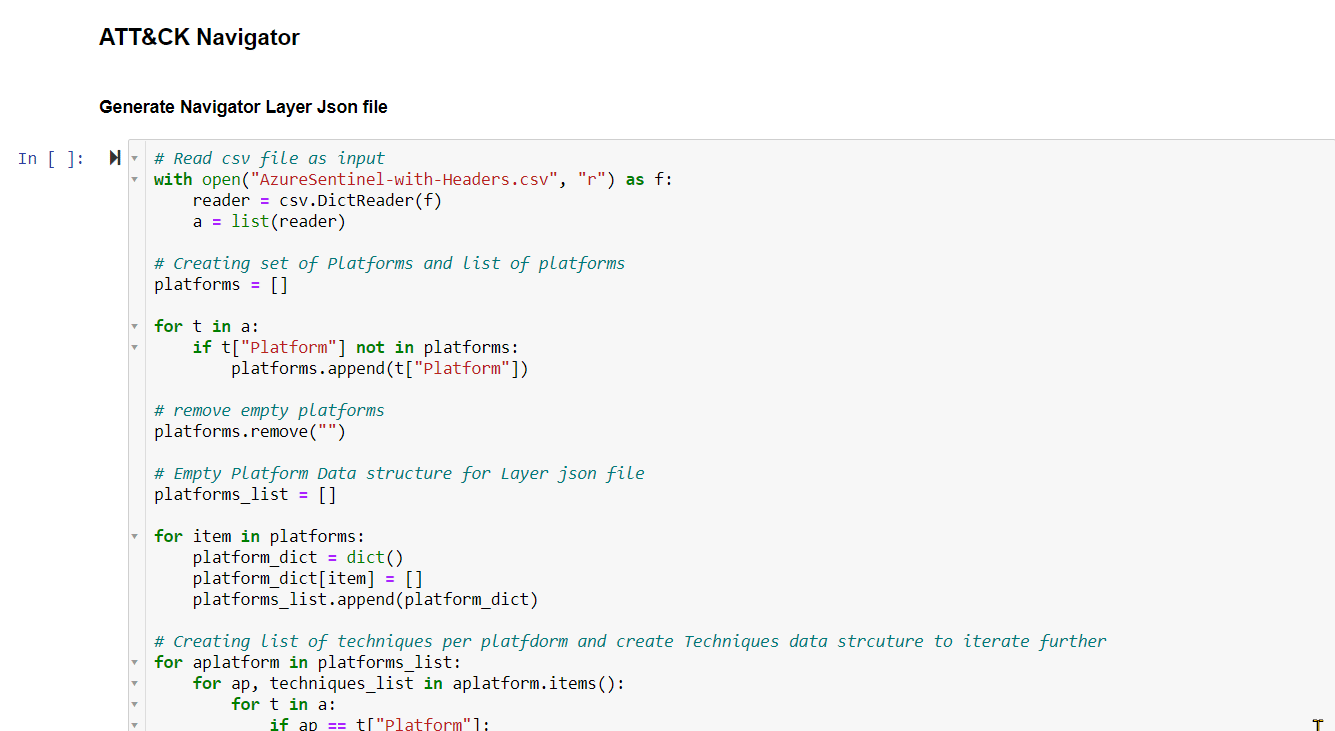 ATT&CK Navigator
Generate Navigator Layer Json file
In [ ]:
# Read csv file as input
with open("AzureSentinel-with-Headers.csv", "r") as f:
    reader = csv.DictReader(f)
    a = list(reader)
# Creating set of Platforms and list of platforms
platforms = []
for t in a:
    if t["Platform"] not in platforms:
        platforms.append(t["Platform"])
# remove empty platforms
platforms.remove("")
# Empty Platform Data structure for Layer json file
platforms_list = []
for item in platforms:
    platform_dict = dict()
    platform_dict[item] = []
    platforms_list.append(platform_dict)
# Creating list of techniques per platfdorm and create Techniques data strcuture to iterate further
for aplatform in platforms_list:
    for ap, techniques_list in aplatform.items():
        for t in a:
            if ap == t["Platform"]: